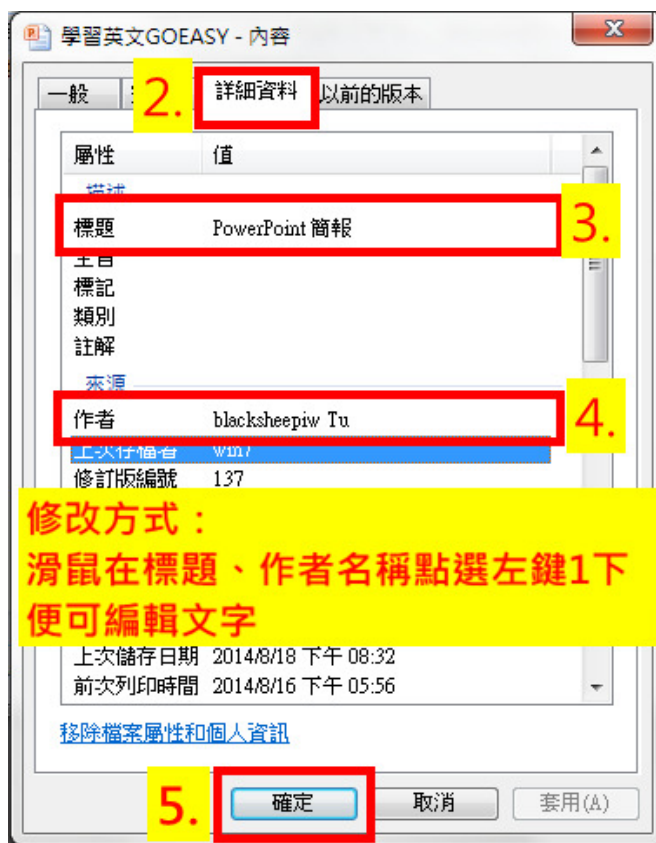 學習英文GOEASY - 內容
一般
2.
詳細資料
以前的版本
屬性 值
描述
標題 PowerPoint 簡報
3.
主旨
標記
類別
註解
來源
作者 blacksheepiw Tu
4.
上次存檔者 win7
修訂版編號 137
修改方式：
滑鼠在標題、作者名稱點選左鍵1下
便可編輯文字
上次儲存日期 2014/8/18 下午 08:32
前次列印時間 2014/8/16 下午 05:56
移除檔案屬性和個人資訊
5.
確定 取消 套用(A)